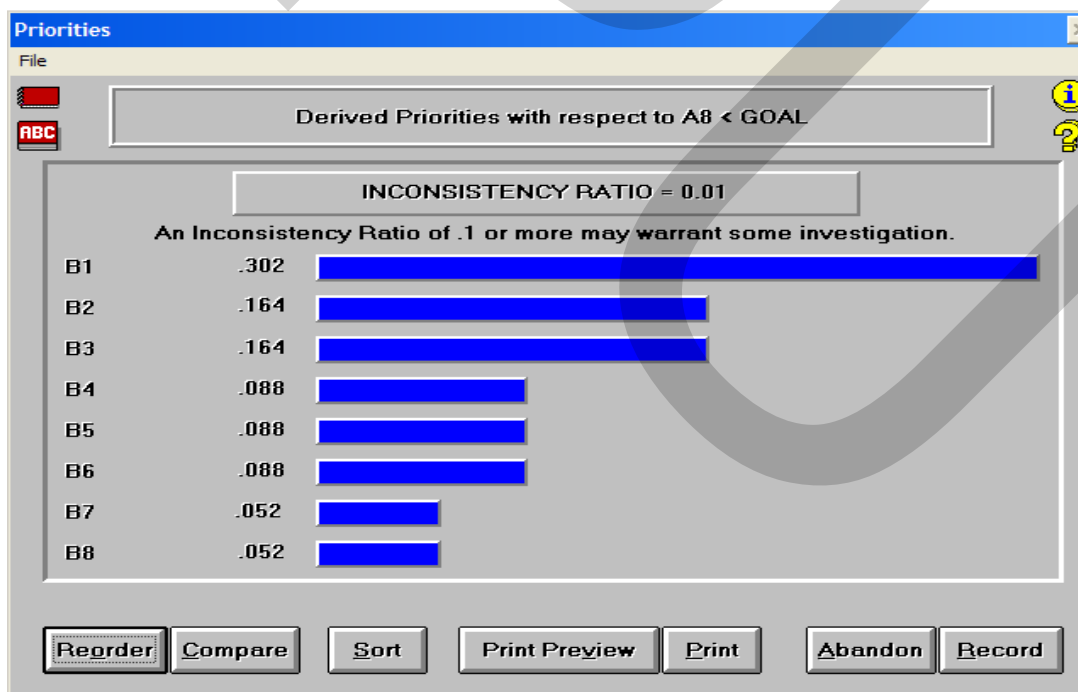 Priorities
File
ABC
Derived Priorities with respect to A8 < GOAL
i
?
INCONSISTENCY RATIO = 0.01
An Inconsistency Ratio of .1 or more may warrant some investigation.
B1 .302
B2 .164
B3 .164
B4 .088
B5 .088
B6 .088
B7 .052
B8 .052
Reorder Compare Sort Print Preview Print Abandon Record